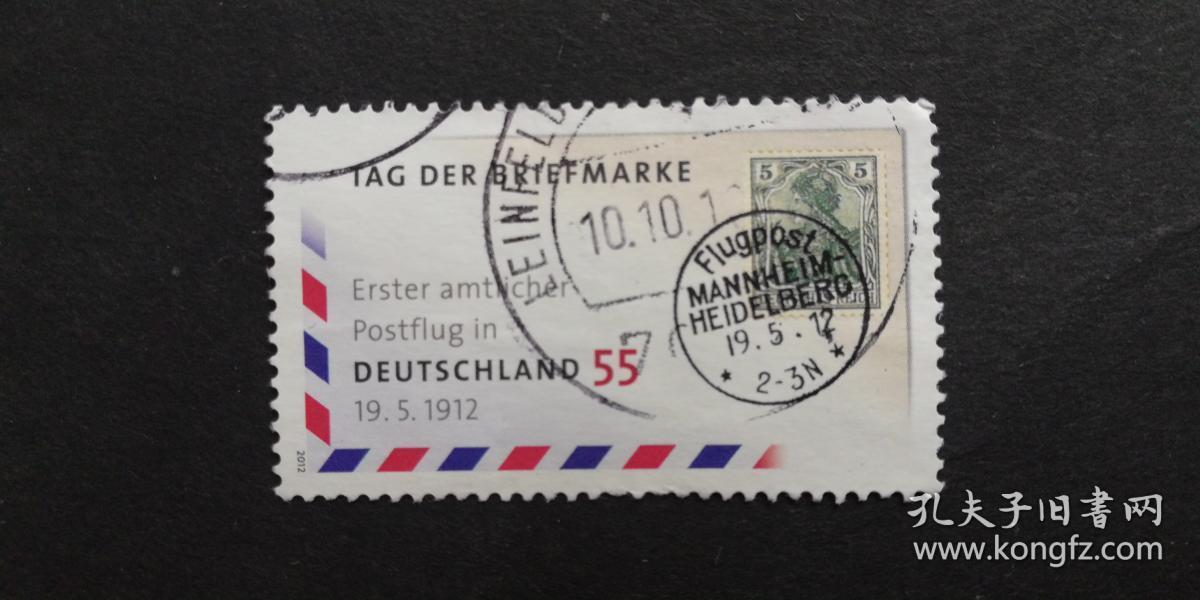 TAG DER BRIEFMARKE
Erster amtlicher
Postflug in
DEUTSCHLAND 55
19.5.1912
2012
10.10.1
5 5
Flugpost
MANNHEIM-
HEIDELBERG
19.5.12
2-3N
孔夫子旧书网
www.kongfz.com